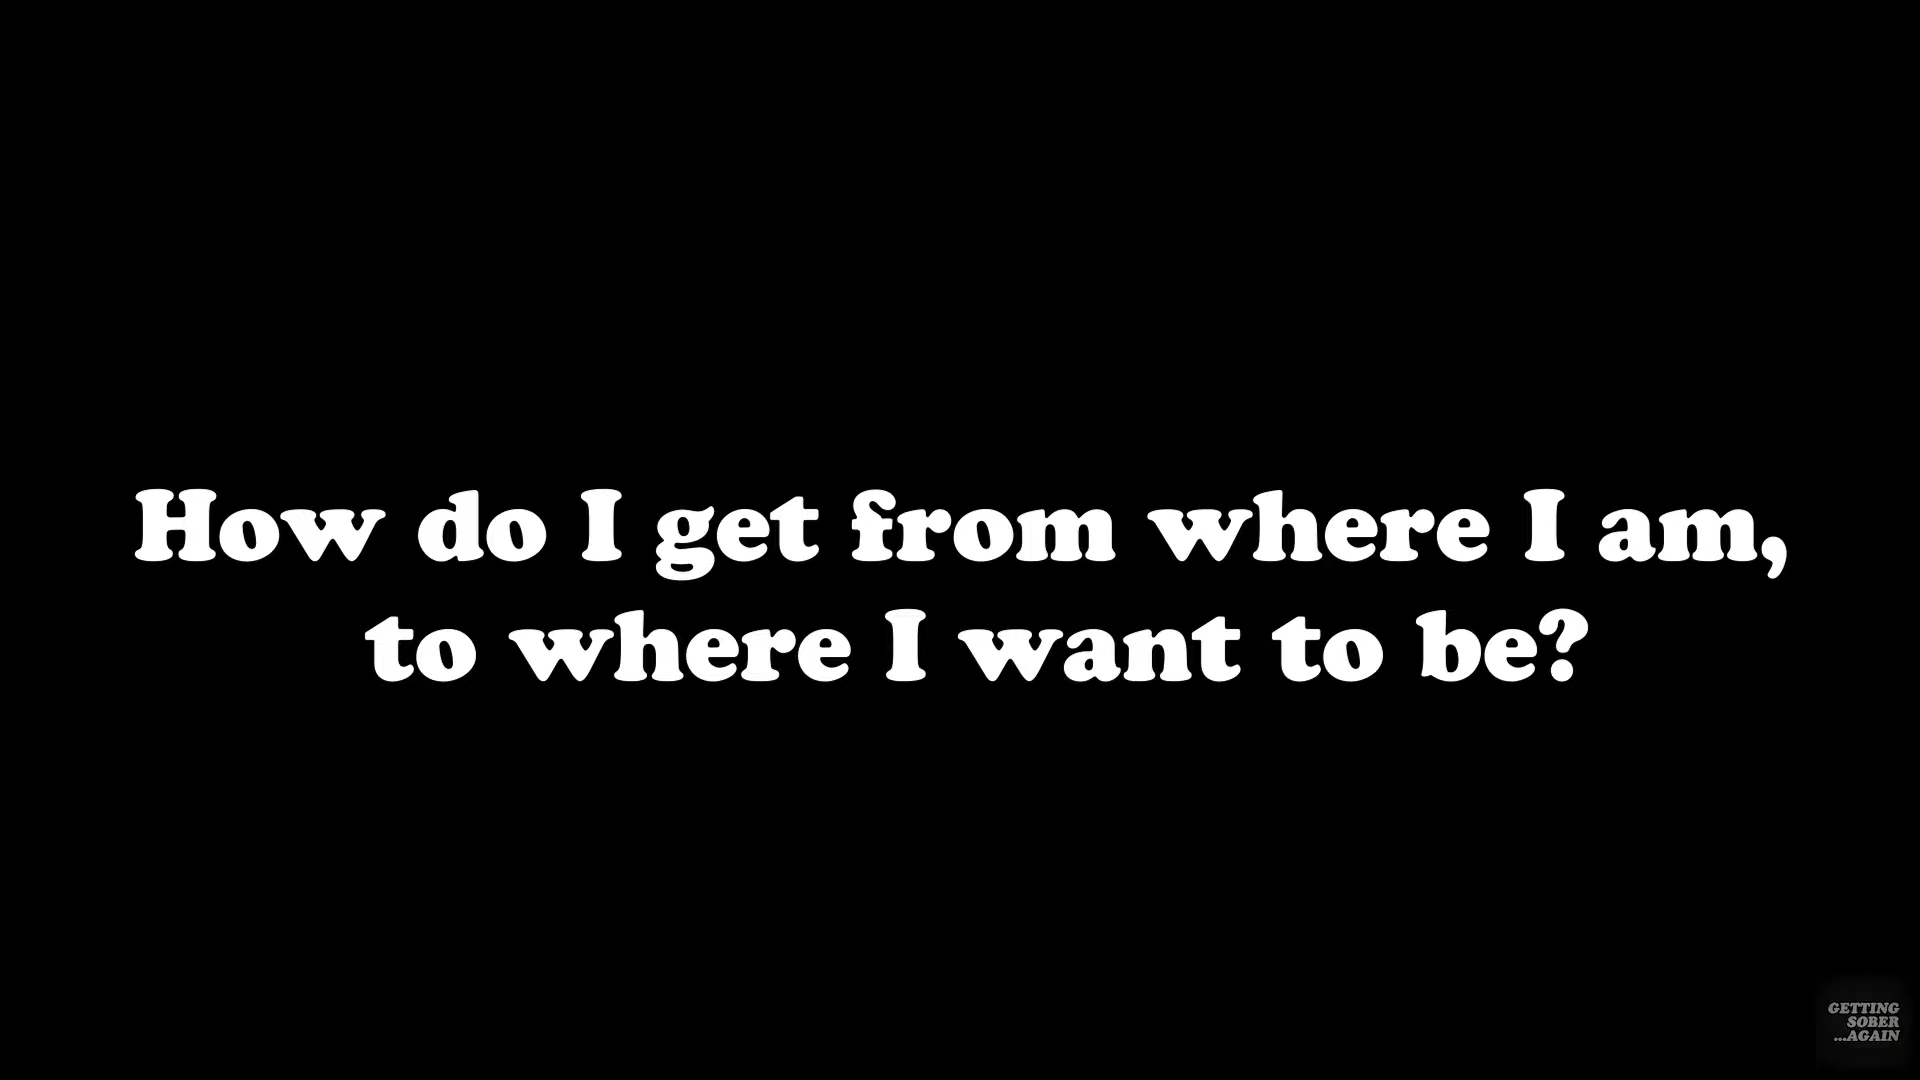 How do I get from where I am,
to where I want to be?
GETTING
SOBER
...AGAIN